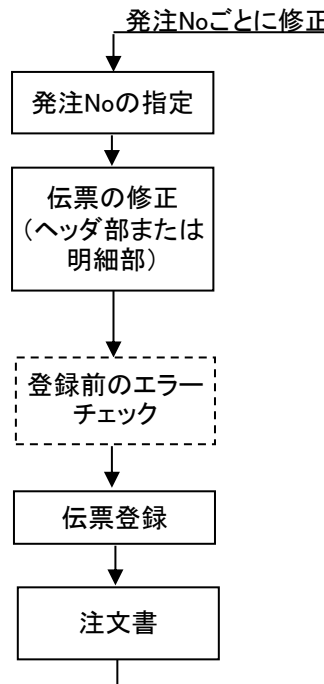 発注Noごとに修正
発注Noの指定
伝票の修正
（ヘッダ部または
明細部）
登録前のエラー
チェック
伝票登録
注文書